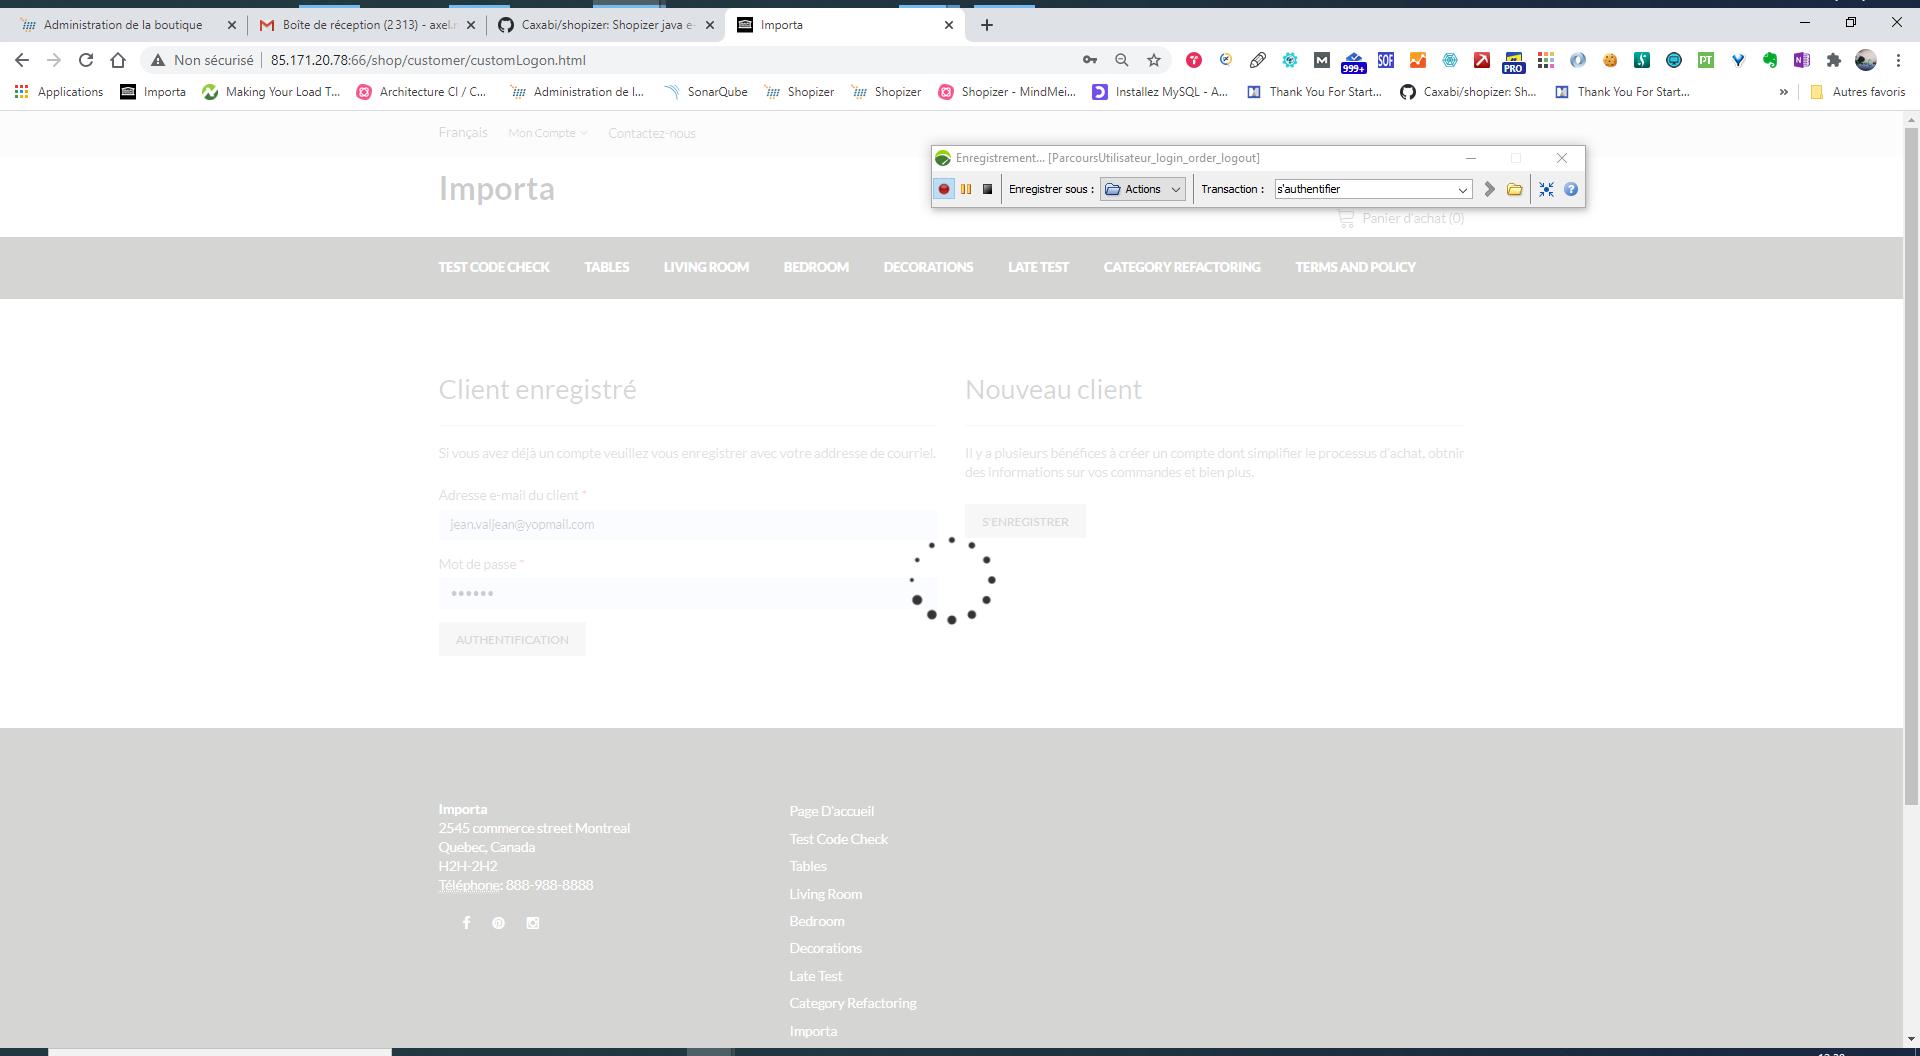 Administration de la boutique
Boîte de réception (2 313) - axel.r
Caxabi/shopizer: Shopizer java e-
Importa
Non sécurisé
85.171.20.78:66/shop/customer/customLogon.html
999+
SOF
PRO
PT
Applications
Importa
Making Your Load T...
Architecture CI / C...
Administration de l...
SonarQube
Shopizer
Shopizer
Shopizer - MindMei...
Installez MySQL - A...
Thank You For Start...
Caxabi/shopizer: Sh...
Thank You For Start...
»
Autres favoris
Français
Mon Compte
Contactez-nous
Enregistrement... [ParcoursUtilisateur_login_order_logout]
Enregistrer sous :
Actions
Transaction :
s'authentifier
Importa
Panier d'achat (0)
TEST CODE CHECK
TABLES
LIVING ROOM
BEDROOM
DECORATIONS
LATE TEST
CATEGORY REFACTORING
TERMS AND POLICY
Client enregistré
Si vous avez déjà un compte veuillez vous enregistrer avec votre addresse de courriel.
Adresse e-mail du client *
jean.valjean@yopmail.com
Mot de passe *
••••••
AUTHENTIFICATION
Nouveau client
Il y a plusieurs bénéfices à créer un compte dont simplifier le processus d'achat, obtnir
des informations sur vos commandes et bien plus.
S'ENREGISTRER
Importa
2545 commerce street Montreal
Quebec, Canada
H2H-2H2
Téléphone: 888-988-8888
Page D'accueil
Test Code Check
Tables
Living Room
Bedroom
Decorations
Late Test
Category Refactoring
Importa